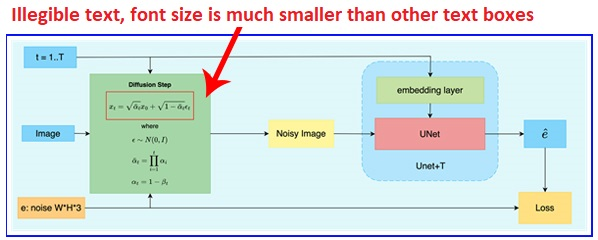 Illegible text, font size is much smaller than other text boxes
t = 1..T
Diffusion Step
x_t = √ᾱ_t x_0 + √1 − ᾱ_t ϵ_t
where
ϵ ~ N(0, I)
ᾱ_t = ∏ α_i
α_t = 1 − β_t
embedding layer
Image
Noisy Image
UNet
ê
Unet+T
e: noise W*H*3
Loss